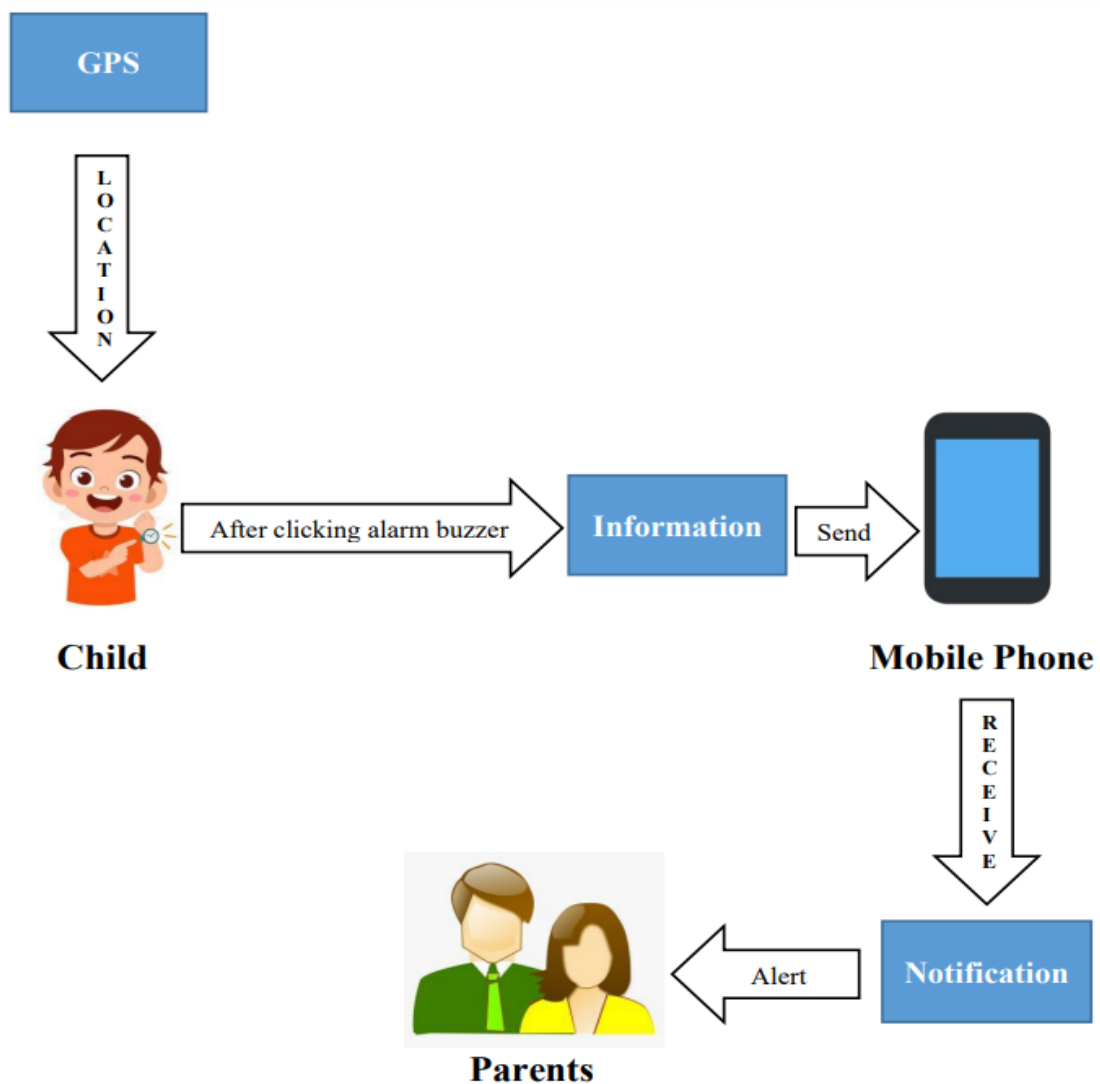 GPS
LOCATION
After clicking alarm buzzer
Information
Send
Child
Mobile Phone
RECEIVE
Alert
Notification
Parents